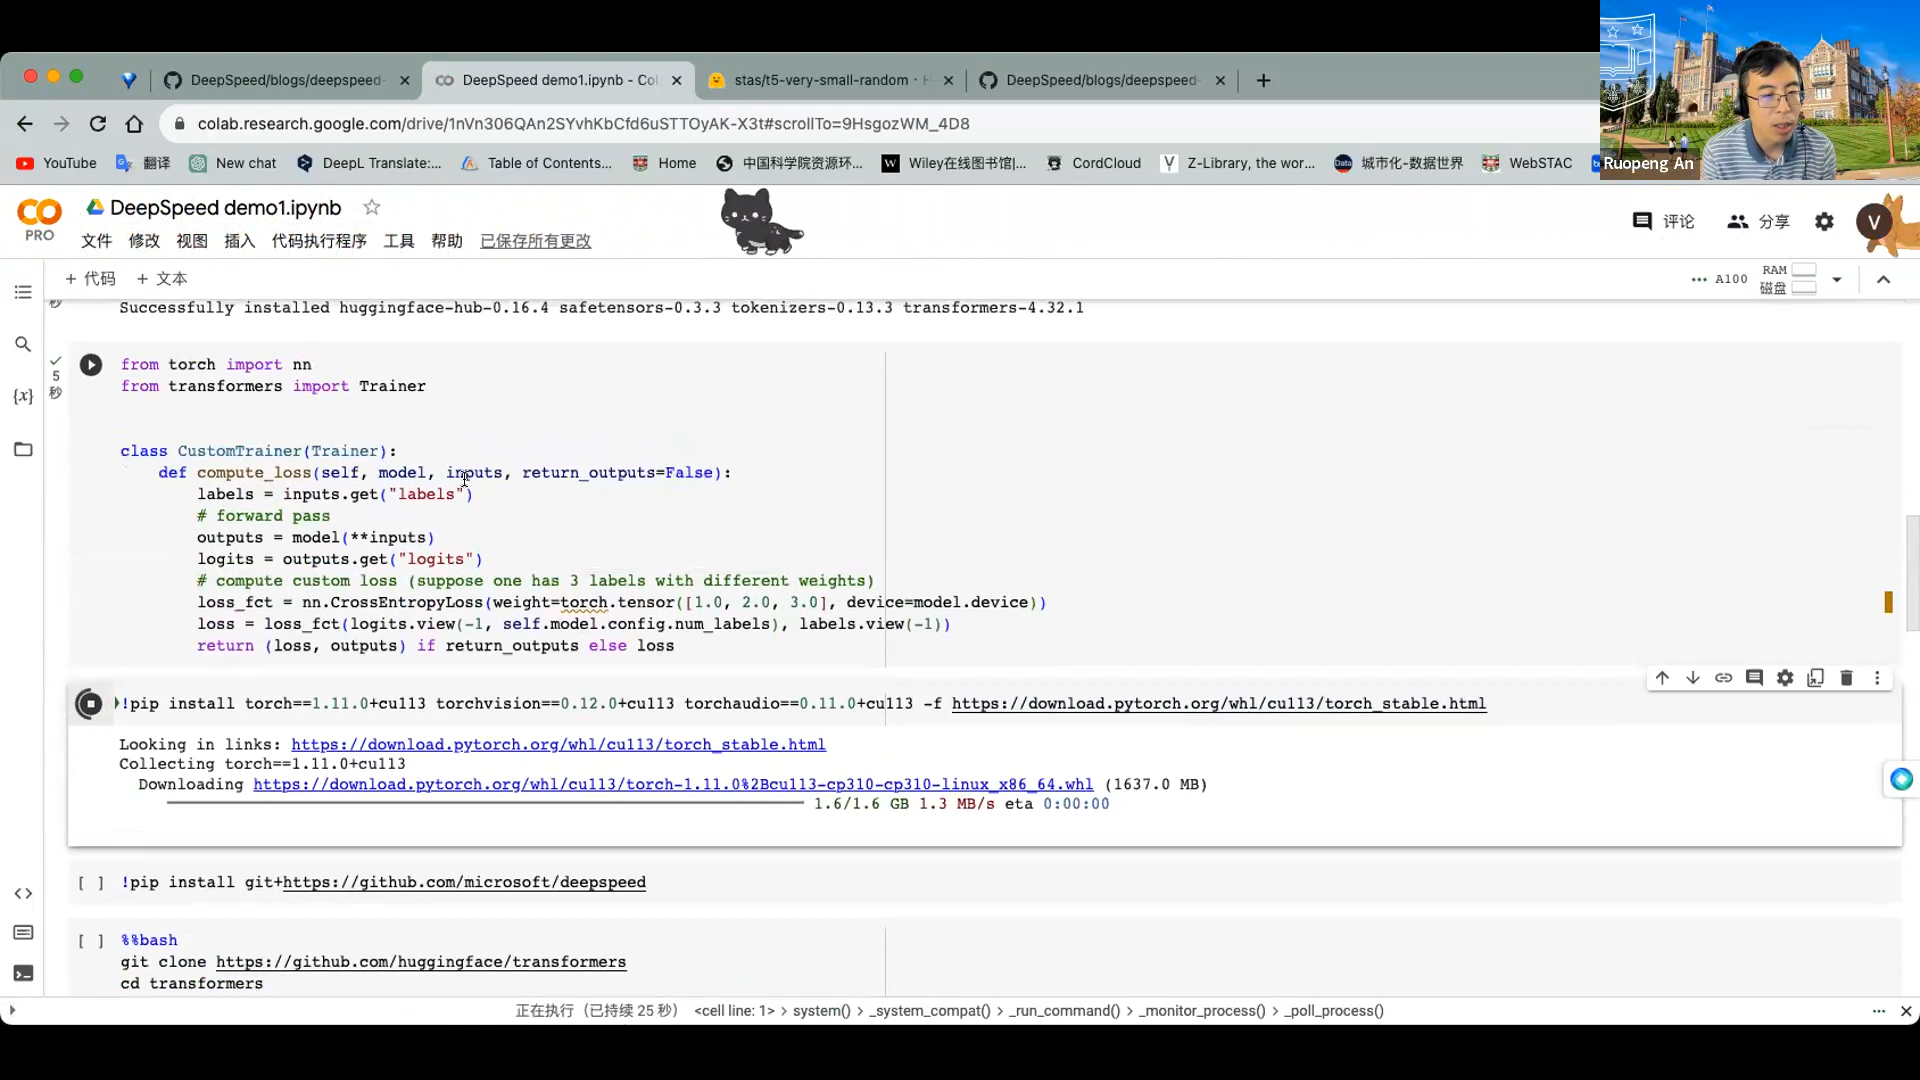 DeepSpeed/blogs/deepspeed-
DeepSpeed demo1.ipynb - Co
stas/t5-very-small-random · H
DeepSpeed/blogs/deepspeed-
colab.research.google.com/drive/1nVn306QAn2SYvhKbCfd6uSTTOyAK-X3t#scrollTo=9HsgozWM_4D8
YouTube
翻译
New chat
DeepL Translate:...
Table of Contents...
Home
中国科学院资源环...
Wiley在线图书馆|...
CordCloud
Z-Library, the wor...
城市化-数据世界
WebSTAC
Ruopeng An
CO
PRO
DeepSpeed demo1.ipynb
文件 修改 视图 插入 代码执行程序 工具 帮助 已保存所有更改
评论
分享
V
+ 代码 + 文本
A100
RAM
磁盘
秒
Successfully installed huggingface-hub-0.16.4 safetensors-0.3.3 tokenizers-0.13.3 transformers-4.32.1
5
秒
from torch import nn
from transformers import Trainer
class CustomTrainer(Trainer):
def compute_loss(self, model, inputs, return_outputs=False):
labels = inputs.get("labels")
# forward pass
outputs = model(**inputs)
logits = outputs.get("logits")
# compute custom loss (suppose one has 3 labels with different weights)
loss_fct = nn.CrossEntropyLoss(weight=torch.tensor([1.0, 2.0, 3.0], device=model.device))
loss = loss_fct(logits.view(-1, self.model.config.num_labels), labels.view(-1))
return (loss, outputs) if return_outputs else loss
!pip install torch==1.11.0+cu113 torchvision==0.12.0+cu113 torchaudio==0.11.0+cu113 -f https://download.pytorch.org/whl/cu113/torch_stable.html
Looking in links: https://download.pytorch.org/whl/cu113/torch_stable.html
Collecting torch==1.11.0+cu113
Downloading https://download.pytorch.org/whl/cu113/torch-1.11.0%2Bcu113-cp310-cp310-linux_x86_64.whl (1637.0 MB)
1.6/1.6 GB 1.3 MB/s eta 0:00:00
[ ] !pip install git+https://github.com/microsoft/deepspeed
[ ] %%bash
git clone https://github.com/huggingface/transformers
cd transformers
正在执行（已持续 25 秒） <cell line: 1> > system() > _system_compat() > _run_command() > _monitor_process() > _poll_process()